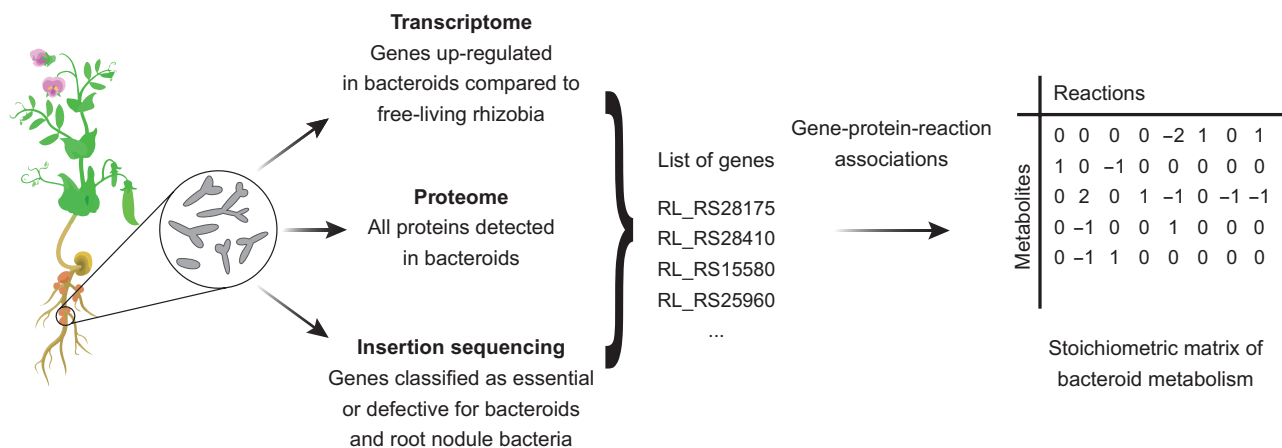 Transcriptome
Genes up-regulated
in bacteroids compared to
free-living rhizobia
Proteome
All proteins detected
in bacteroids
Insertion sequencing
Genes classified as essential
or defective for bacteroids
and root nodule bacteria
List of genes
RL_RS28175
RL_RS28410
RL_RS15580
RL_RS25960
...
Gene-protein-reaction
associations
Reactions
Metabolites
0 0 0 0 −2 1 0 1
1 0 −1 0 0 0 0 0
0 2 0 1 −1 0 −1 −1
0 −1 0 0 1 0 0 0
0 −1 1 0 0 0 0 0
Stoichiometric matrix of
bacteroid metabolism